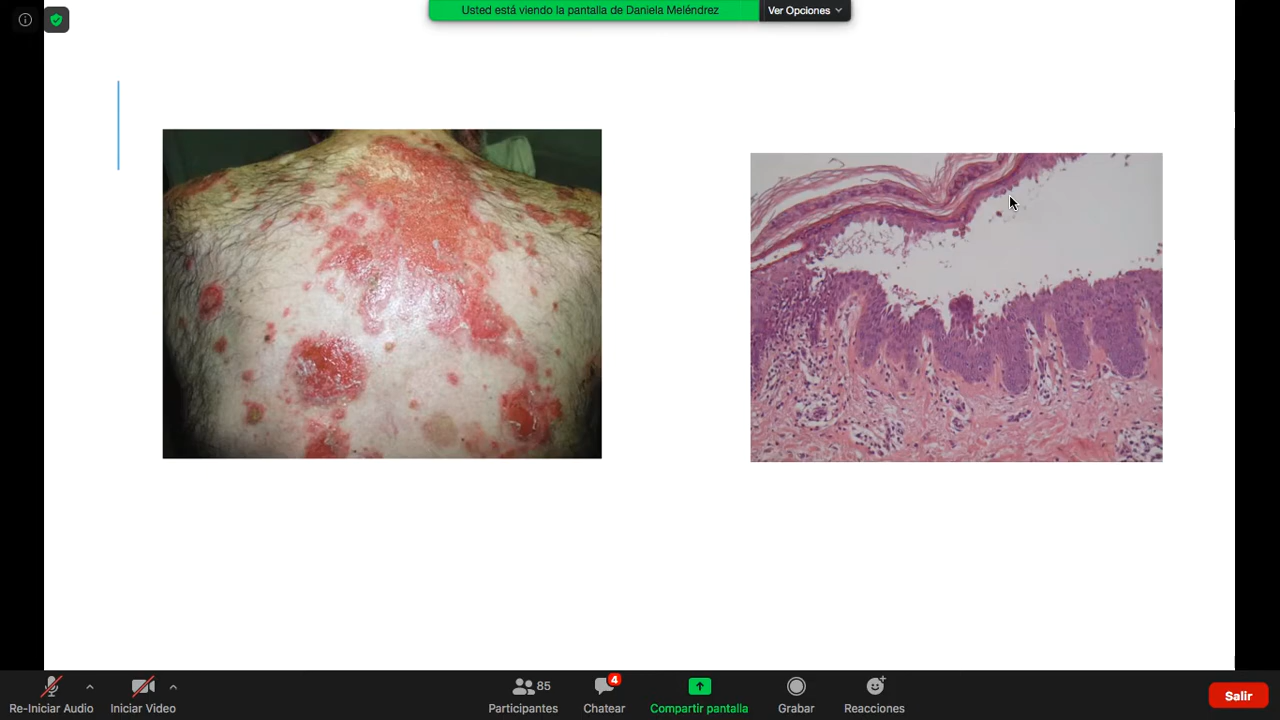 Usted está viendo la pantalla de Daniela Meléndrez
Ver Opciones
Re-Iniciar Audio
Iniciar Video
85
Participantes
4
Chatear
Compartir pantalla
Grabar
Reacciones
Salir